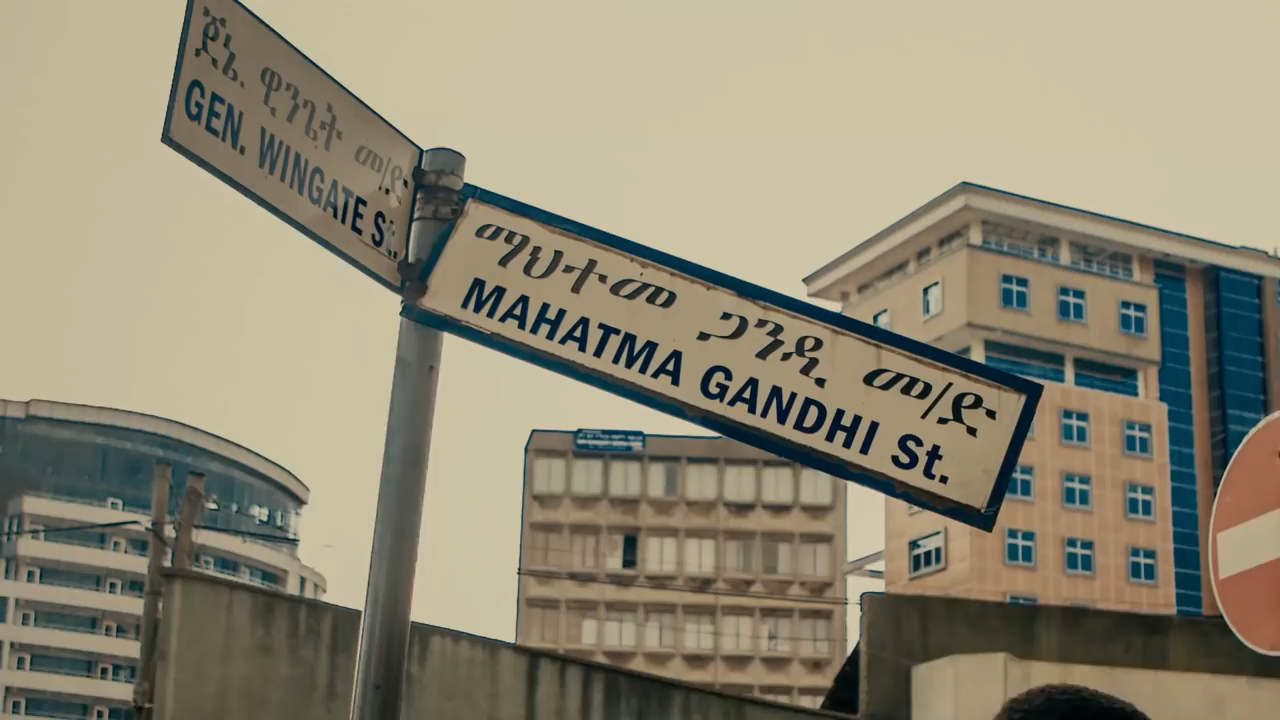 ጀኔ. ዊንጌት መ/ድ
GEN. WINGATE St.
ማህተመ ጋንዲ መ/ድ
MAHATMA GANDHI St.